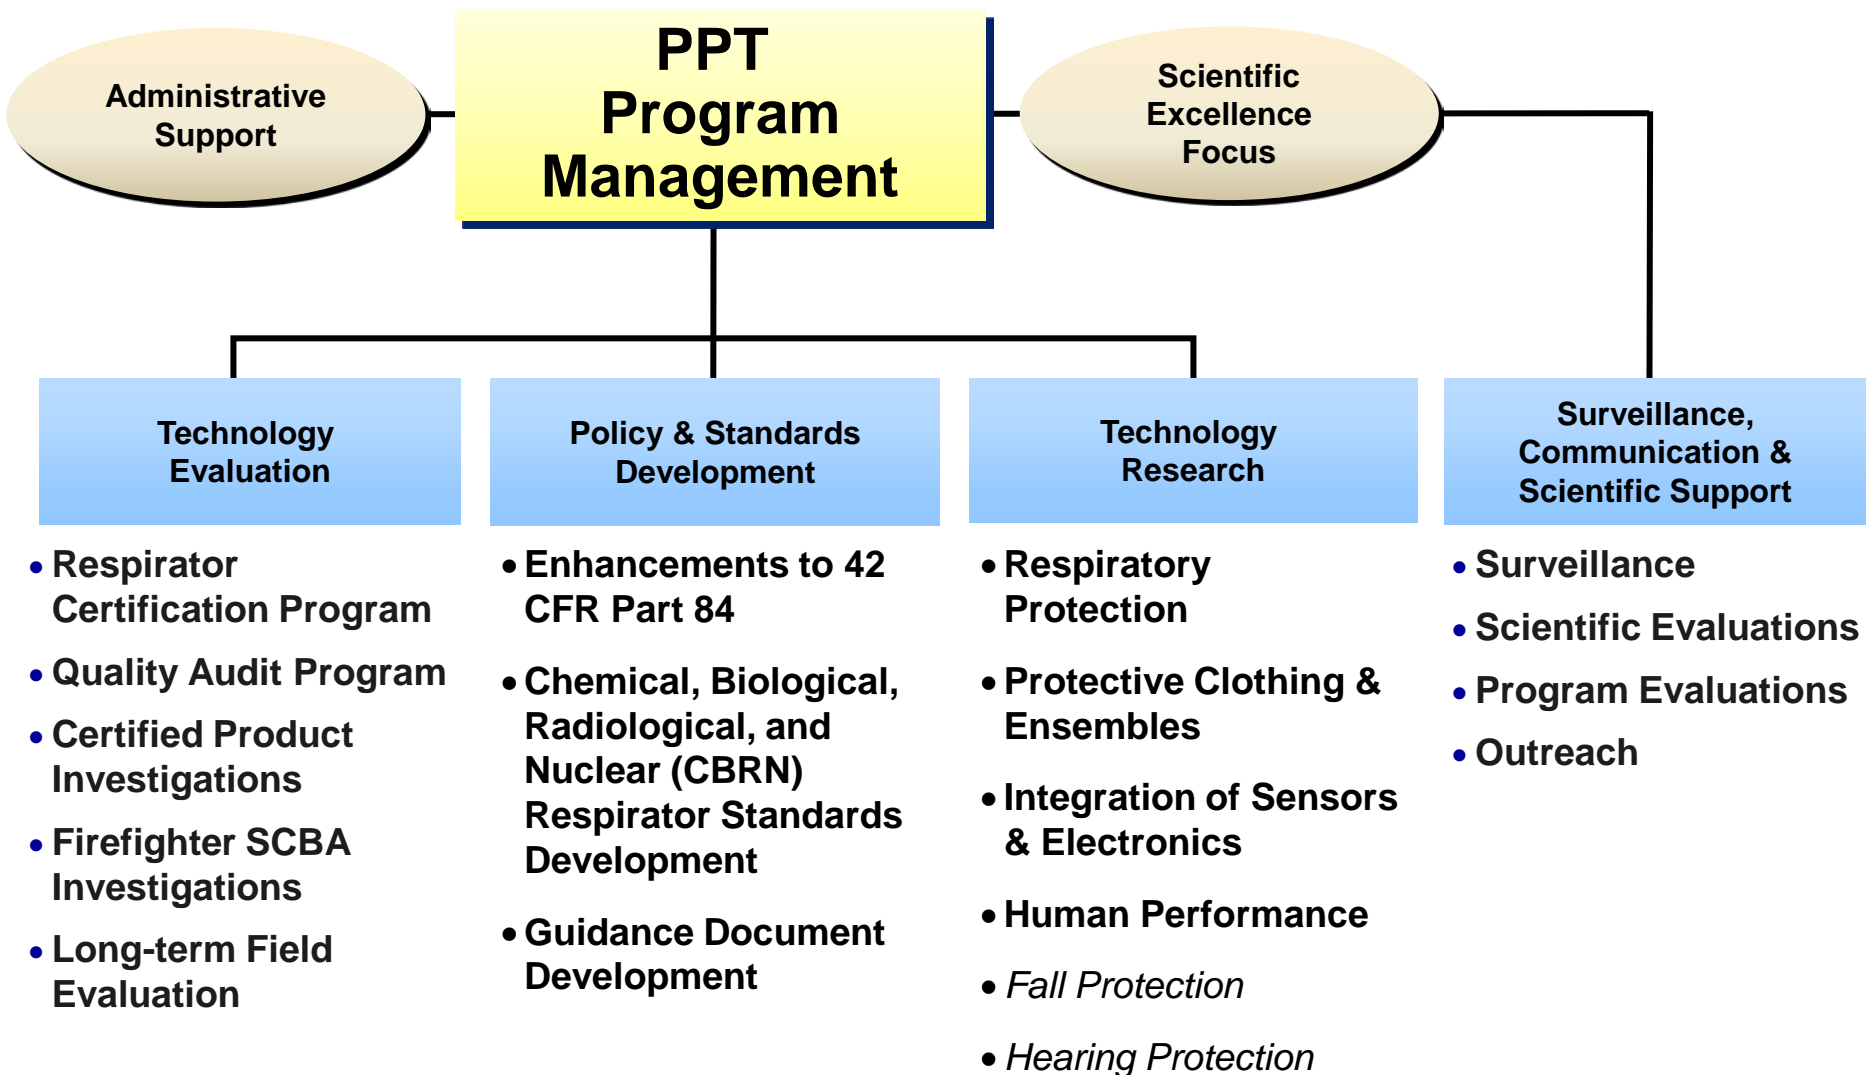 Administrative
Support
PPT
Program
Management
Scientific
Excellence
Focus
Technology
Evaluation
Policy & Standards
Development
Technology
Research
Surveillance,
Communication &
Scientific Support
• Respirator
Certification Program
• Quality Audit Program
• Certified Product
Investigations
• Firefighter SCBA
Investigations
• Long-term Field
Evaluation
• Enhancements to 42
CFR Part 84
• Chemical, Biological,
Radiological, and
Nuclear (CBRN)
Respirator Standards
Development
• Guidance Document
Development
• Respiratory
Protection
• Protective Clothing &
Ensembles
• Integration of Sensors
& Electronics
• Human Performance
• Fall Protection
• Hearing Protection
• Surveillance
• Scientific Evaluations
• Program Evaluations
• Outreach